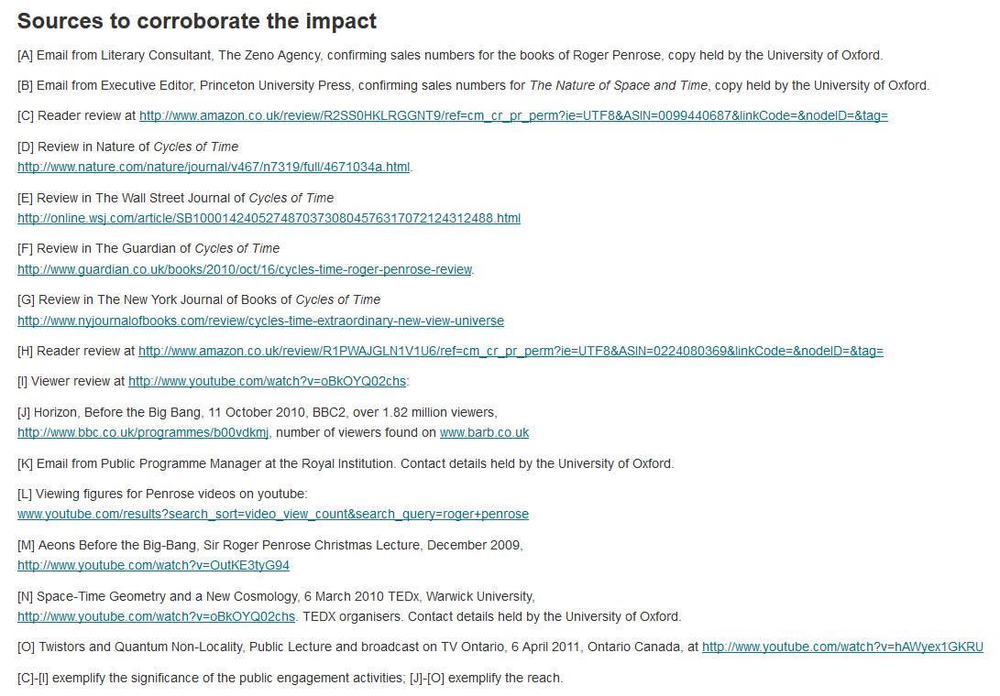 Sources to corroborate the impact
[A] Email from Literary Consultant, The Zeno Agency, confirming sales numbers for the books of Roger Penrose, copy held by the University of Oxford.
[B] Email from Executive Editor, Princeton University Press, confirming sales numbers for The Nature of Space and Time, copy held by the University of Oxford.
[C] Reader review at http://www.amazon.co.uk/review/R2SS0HKLRGGNT9/ref=cm_cr_pr_perm?ie=UTF8&ASIN=0099440687&linkCode=&nodeID=&tag=
[D] Review in Nature of Cycles of Time
http://www.nature.com/nature/journal/v467/n7319/full/4671034a.html.
[E] Review in The Wall Street Journal of Cycles of Time
http://online.wsj.com/article/SB10001424052748703730804576317072124312488.html
[F] Review in The Guardian of Cycles of Time
http://www.guardian.co.uk/books/2010/oct/16/cycles-time-roger-penrose-review.
[G] Review in The New York Journal of Books of Cycles of Time
http://www.nyjournalofbooks.com/review/cycles-time-extraordinary-new-view-universe
[H] Reader review at http://www.amazon.co.uk/review/R1PWAJGLN1V1U6/ref=cm_cr_pr_perm?ie=UTF8&ASIN=0224080369&linkCode=&nodeID=&tag=
[I] Viewer review at http://www.youtube.com/watch?v=oBkOYQ02chs:
[J] Horizon, Before the Big Bang, 11 October 2010, BBC2, over 1.82 million viewers,
http://www.bbc.co.uk/programmes/b00vdkmj, number of viewers found on www.barb.co.uk
[K] Email from Public Programme Manager at the Royal Institution. Contact details held by the University of Oxford.
[L] Viewing figures for Penrose videos on youtube:
www.youtube.com/results?search_sort=video_view_count&search_query=roger+penrose
[M] Aeons Before the Big-Bang, Sir Roger Penrose Christmas Lecture, December 2009,
http://www.youtube.com/watch?v=OutKE3tyG94
[N] Space-Time Geometry and a New Cosmology, 6 March 2010 TEDx, Warwick University,
http://www.youtube.com/watch?v=oBkOYQ02chs. TEDX organisers. Contact details held by the University of Oxford.
[O] Twistors and Quantum Non-Locality, Public Lecture and broadcast on TV Ontario, 6 April 2011, Ontario Canada, at http://www.youtube.com/watch?v=hAWyex1GKRU
[C]-[I] exemplify the significance of the public engagement activities; [J]-[O] exemplify the reach.